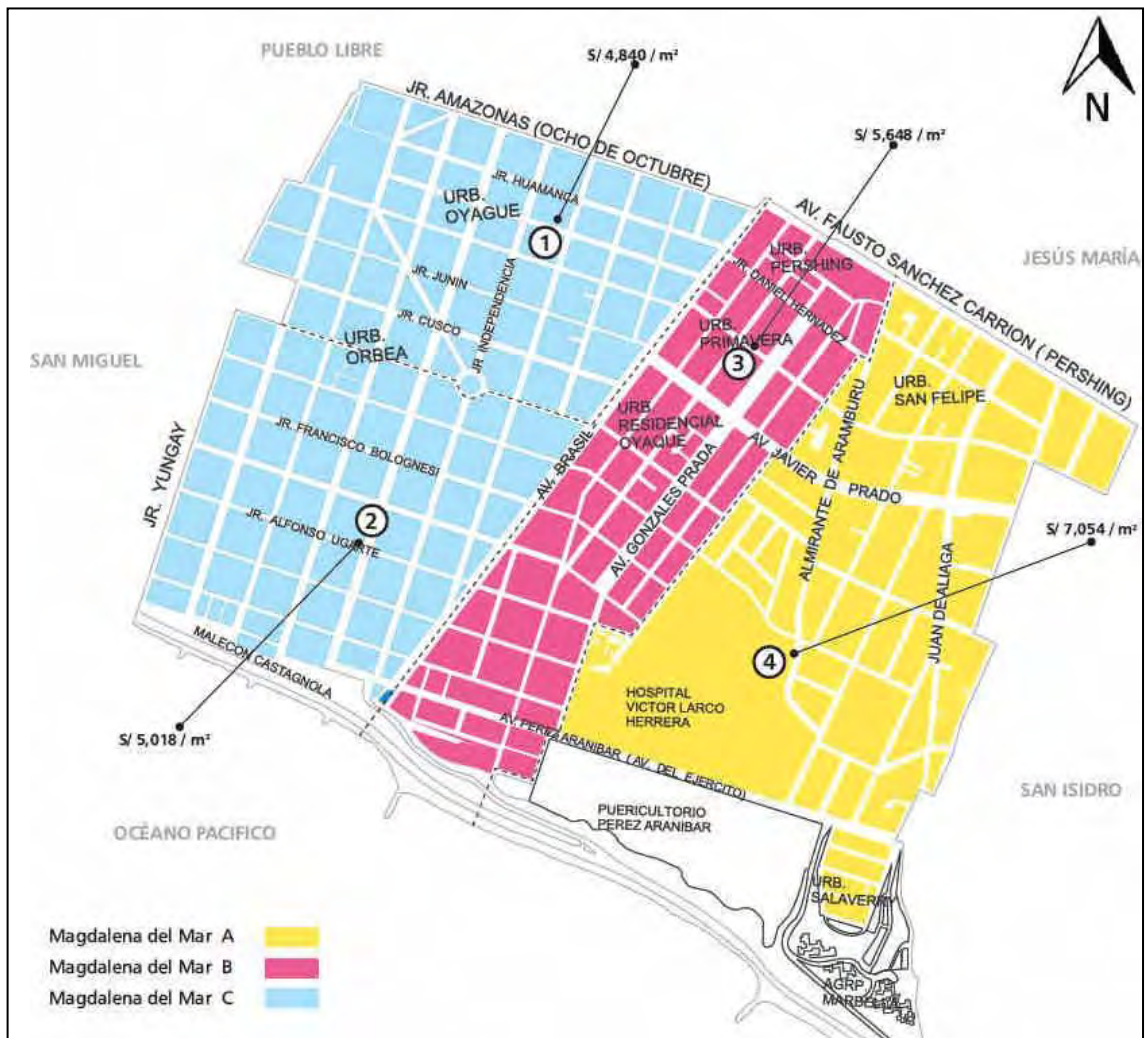 PUEBLO LIBRE
S/ 4,840 / m²
N
JR. AMAZONAS (OCHO DE OCTUBRE)
S/ 5,648 / m²
JR. HUAMANGA
URB.
OYAGUE
1
AV. FAUSTO SANCHEZ CARRION ( PERSHING)
JESÚS MARÍA
URB.
PERSHING
JR. DANIEL HERNADEZ
JR. JUNIN
JR. INDEPENDENCIA
JR. CUSCO
URB.
ORBEA
URB.
PRIMAVERA
3
SAN MIGUEL
URB.
SAN FELIPE
URB.
RESIDENCIAL
OYAQUE
AV. BRASIL
AV. GONZALES PRADA
AV. JAVIER PRADO
ALMIRANTE DE ARAMBURU
JR. FRANCISCO BOLOGNESI
JR. YUNGAY
2
JR. ALFONSO UGARTE
S/ 7,054 / m²
JUAN DE ALIAGA
4
MALECON CASTAGNOLA
HOSPITAL
VICTOR LARCO
HERRERA
S/ 5,018 / m²
AV. PEREZ ARANIBAR ( AV. DEL EJERCITO)
SAN ISIDRO
PUERICULTORIO
PEREZ ARANIBAR
OCÉANO PACIFICO
URB.
SALAVERRY
AGRP.
MARBELLA
Magdalena del Mar A
Magdalena del Mar B
Magdalena del Mar C